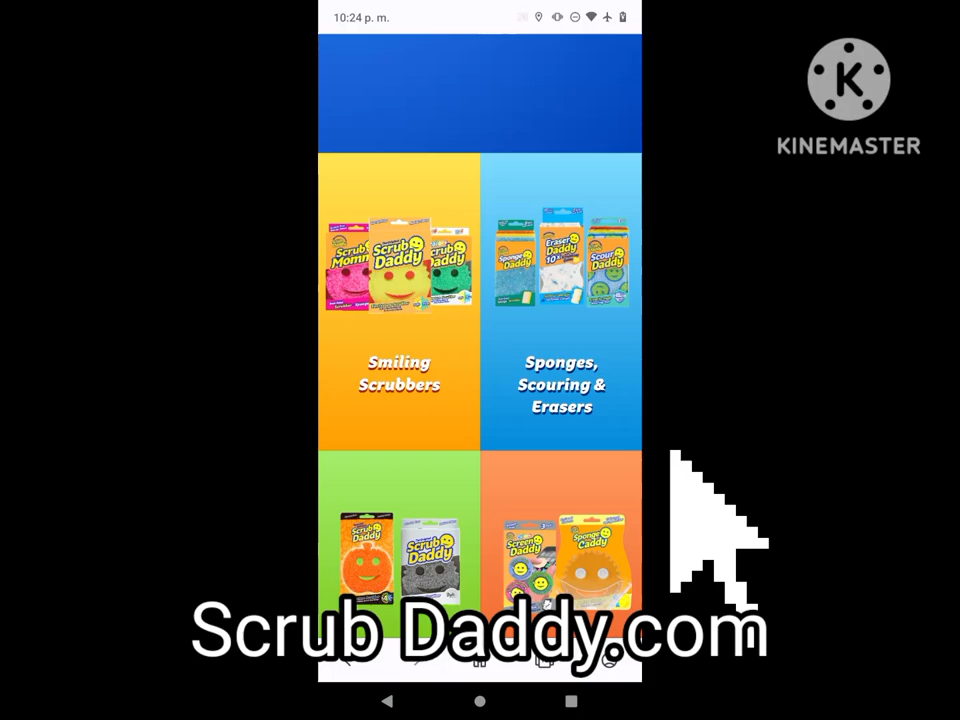 10:24 p. m.
K
KINEMASTER
Scrub
Momm
Scrub
Daddy
Scrub
Daddy
Sponge
Daddy
Eraser
Daddy
10x
Scour
Daddy
Smiling
Scrubbers
Sponges,
Scouring &
Erasers
Scrub
Daddy
Scrub
Daddy
Screen
Daddy
Sponge
Caddy
Scrub Daddy.com